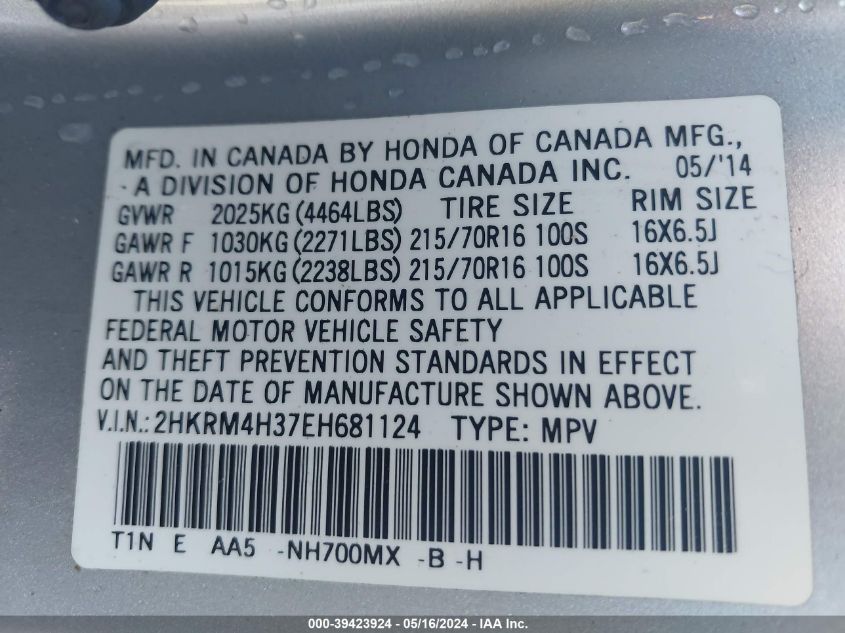 MFD. IN CANADA BY HONDA OF CANADA MFG.,
A DIVISION OF HONDA CANADA INC. 05/'14
GVWR 2025KG (4464LBS) TIRE SIZE RIM SIZE
GAWR F 1030KG (2271LBS) 215/70R16 100S 16X6.5J
GAWR R 1015KG (2238LBS) 215/70R16 100S 16X6.5J
THIS VEHICLE CONFORMS TO ALL APPLICABLE
FEDERAL MOTOR VEHICLE SAFETY
AND THEFT PREVENTION STANDARDS IN EFFECT
ON THE DATE OF MANUFACTURE SHOWN ABOVE.
V.I.N.: 2HKRM4H37EH681124 TYPE: MPV
T1N E AA5 -NH700MX -B -H
000-39423924 - 05/16/2024 - IAA Inc.